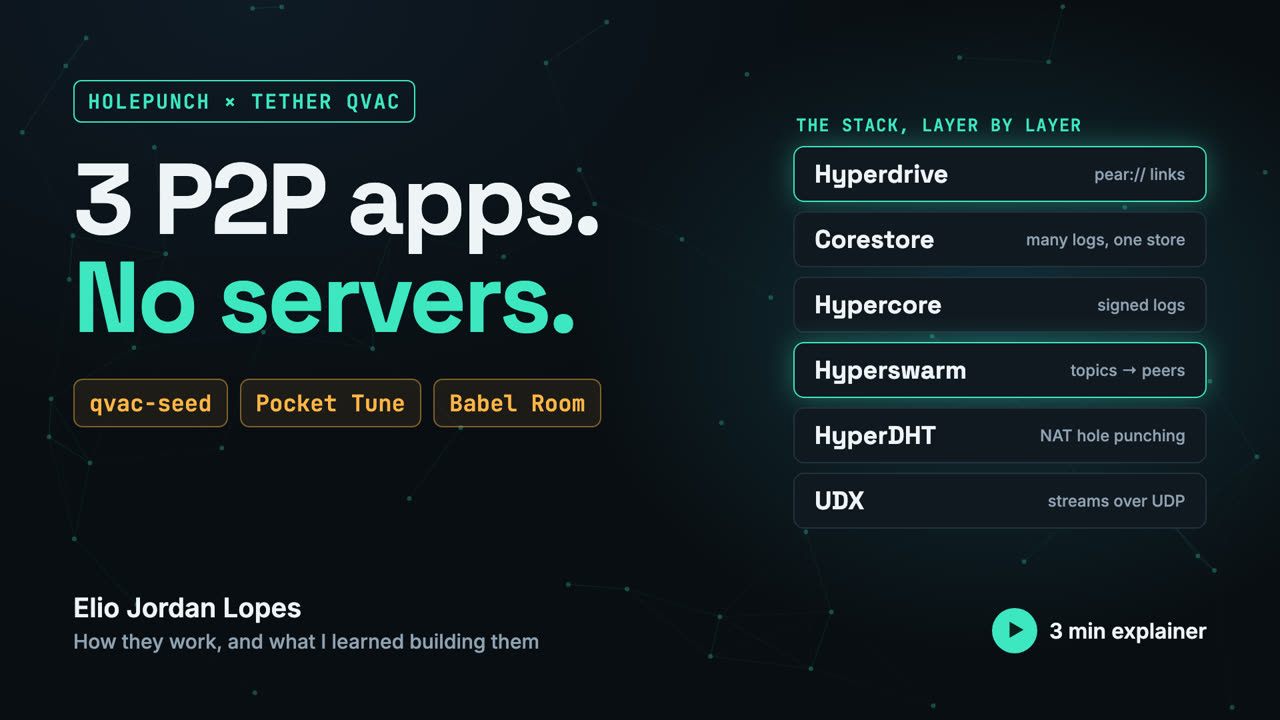 HOLEPUNCH × TETHER QVAC
3 P2P apps.
No servers.
qvac-seed
Pocket Tune
Babel Room
Elio Jordan Lopes
How they work, and what I learned building them
THE STACK, LAYER BY LAYER
Hyperdrive pear:// links
Corestore many logs, one store
Hypercore signed logs
Hyperswarm topics → peers
HyperDHT NAT hole punching
UDX streams over UDP
3 min explainer